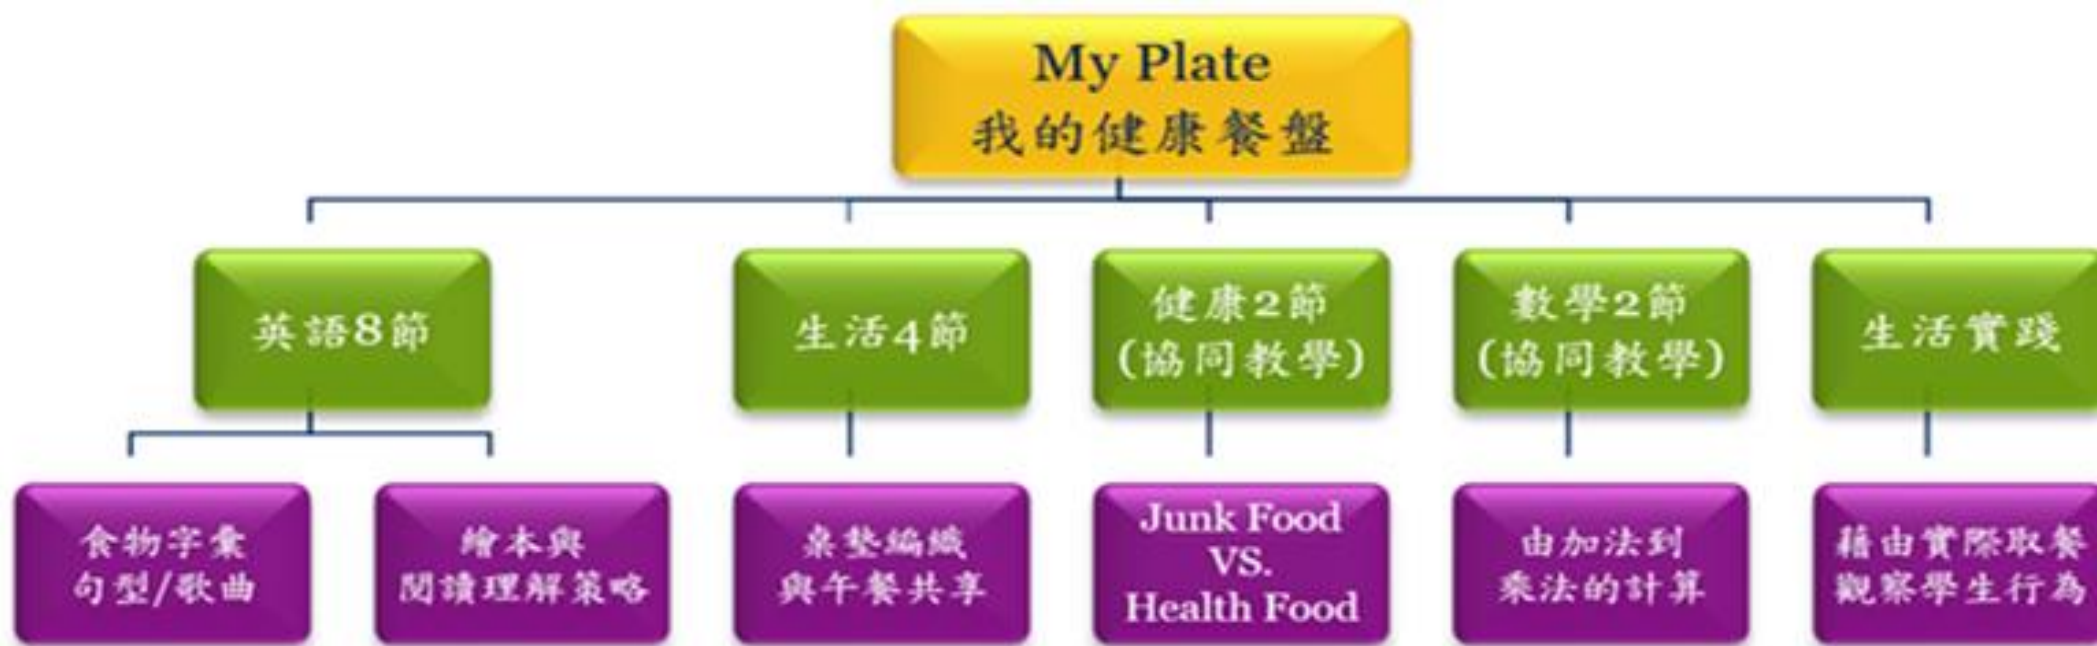 My Plate
我的健康餐盤
英語8節
生活4節
健康2節
(協同教學)
數學2節
(協同教學)
生活實踐
食物字彙
句型/歌曲
繪本與
閱讀理解策略
桌墊編織
與午餐共享
Junk Food
VS.
Health Food
由加法到
乘法的計算
藉由實際取餐
觀察學生行為